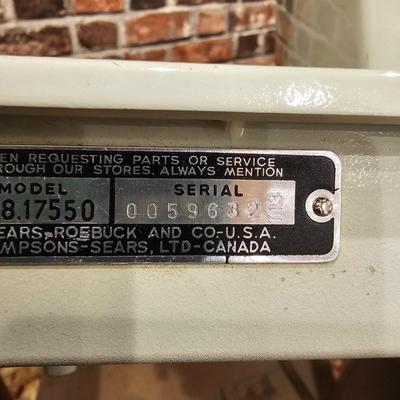 EN REQUESTING PARTS OR SERVICE
ROUGH OUR STORES. ALWAYS MENTION
MODEL SERIAL
8.17550 0059632
EARS, ROEBUCK AND CO.-U.S.A.
MPSONS-SEARS, LTD-CANADA